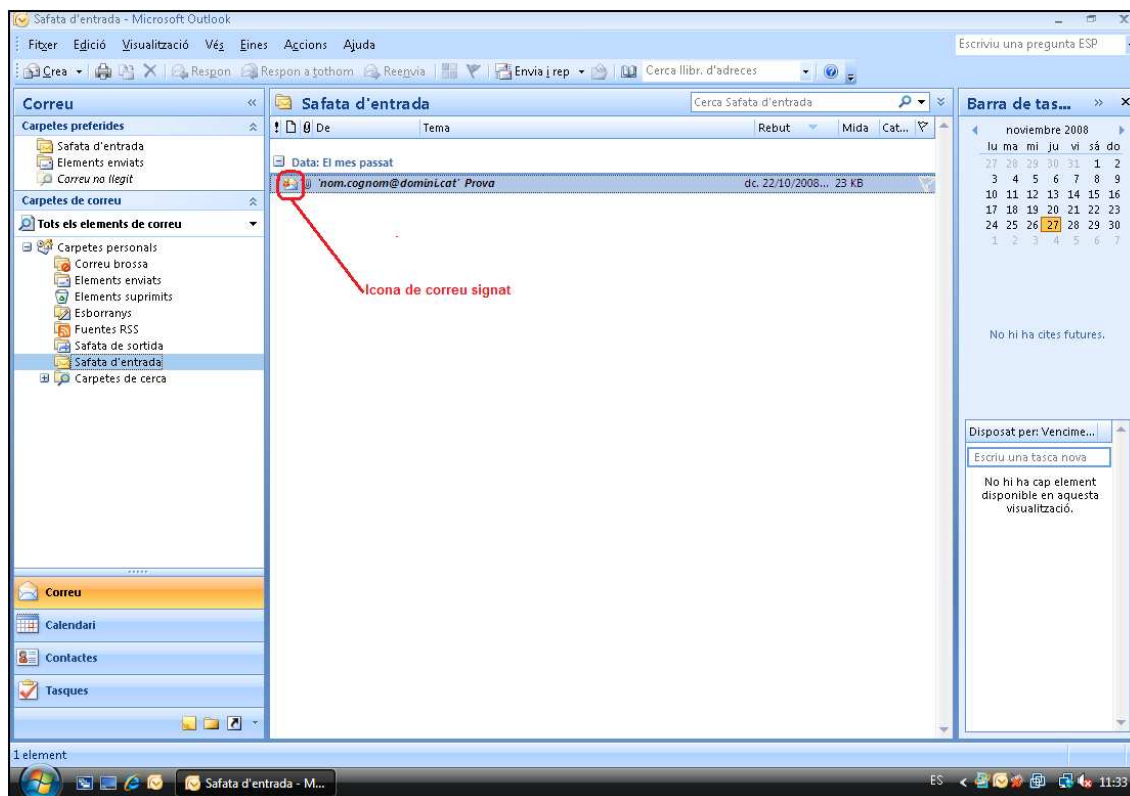 Safata d'entrada - Microsoft Outlook
Fitxer Edició Visualització Vés Eines Accions Ajuda
Escriviu una pregunta ESP
Crea Respon Respon a tothom Reenvia Envia i rep Cerca llibr. d'adreces
Correu «
Carpetes preferides
Safata d'entrada
Elements enviats
Correu no llegit
Carpetes de correu
Tots els elements de correu
Carpetes personals
Correu brossa
Elements enviats
Elements suprimits
Esborranys
Fuentes RSS
Safata de sortida
Safata d'entrada
Carpetes de cerca
Correu
Calendari
Contactes
Tasques
Safata d'entrada
Cerca Safata d'entrada
! De Tema Rebut Mida Cat...
Data: El mes passat
'nom.cognom@domini.cat' Prova dc. 22/10/2008... 23 KB
Icona de correu signat
Barra de tas... »
noviembre 2008
lu ma mi ju vi sá do
27 28 29 30 31 1 2
3 4 5 6 7 8 9
10 11 12 13 14 15 16
17 18 19 20 21 22 23
24 25 26 27 28 29 30
1 2 3 4 5 6 7
No hi ha cites futures.
Disposat per: Vencime...
Escriu una tasca nova
No hi ha cap element
disponible en aquesta
visualització.
1 element
Safata d'entrada - M...
ES
11:33